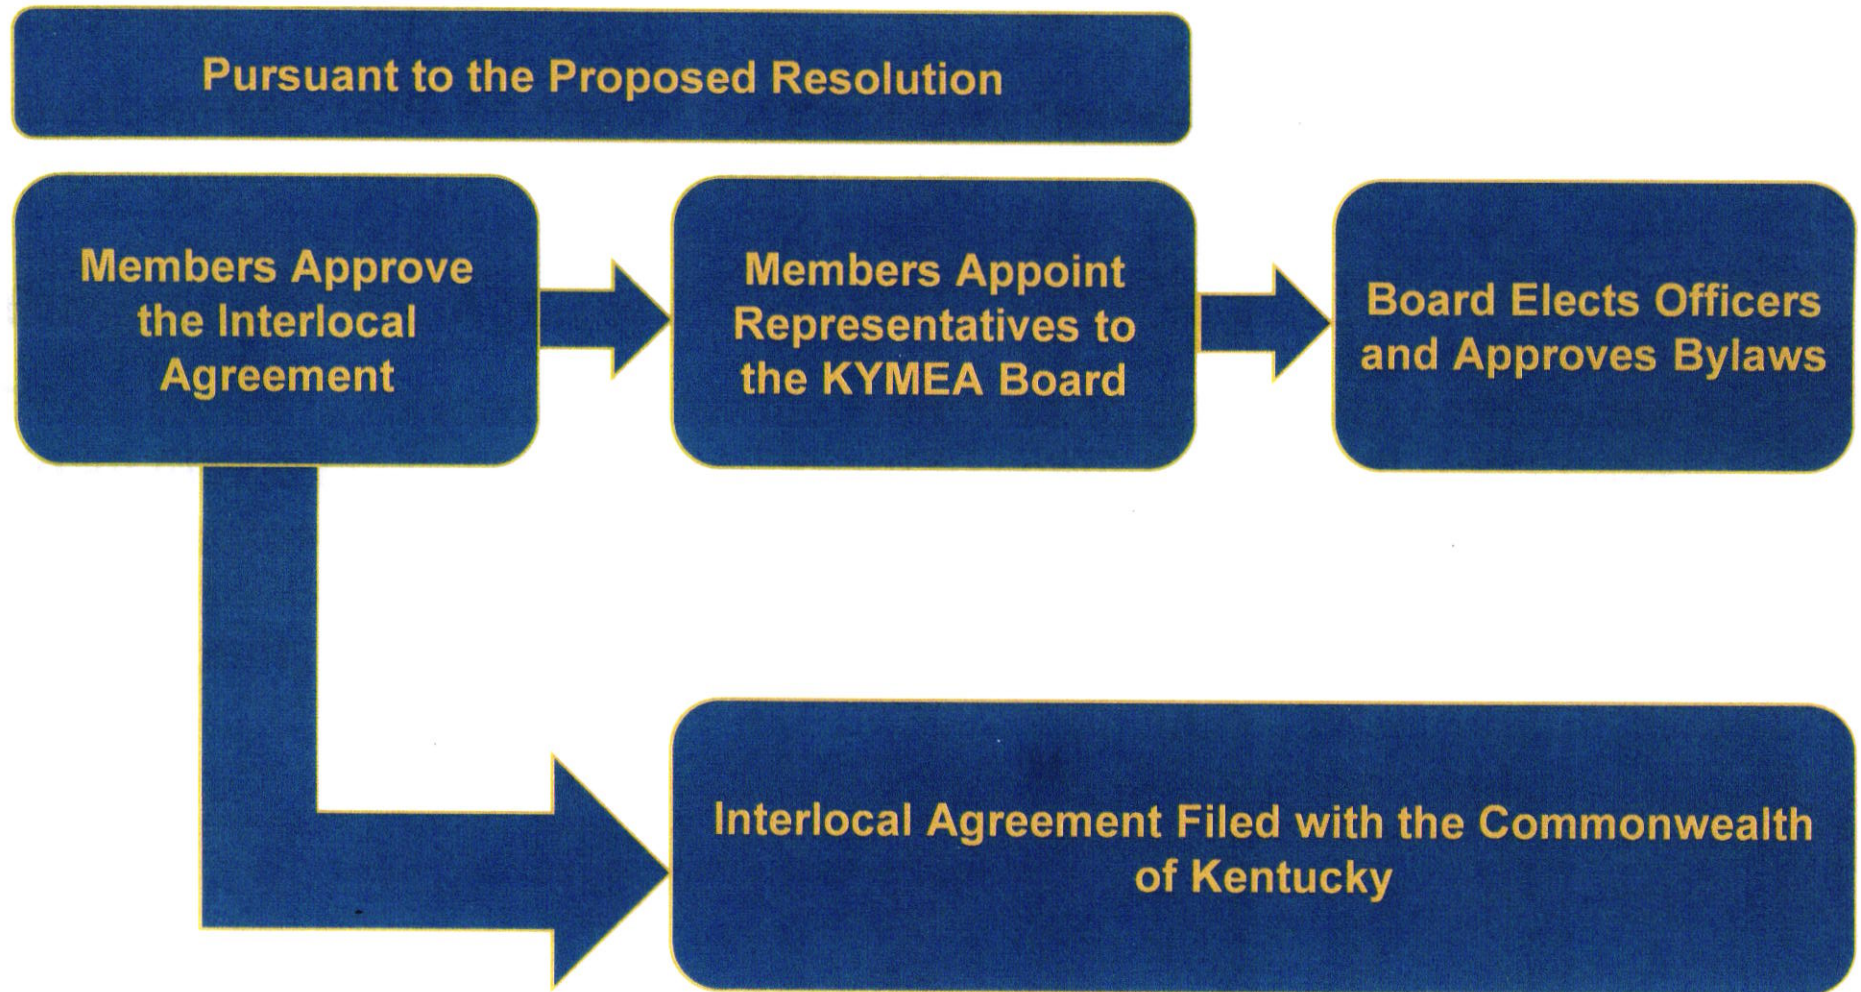 Pursuant to the Proposed Resolution
Members Approve
the Interlocal
Agreement
Members Appoint
Representatives to
the KYMEA Board
Board Elects Officers
and Approves Bylaws
Interlocal Agreement Filed with the Commonwealth
of Kentucky